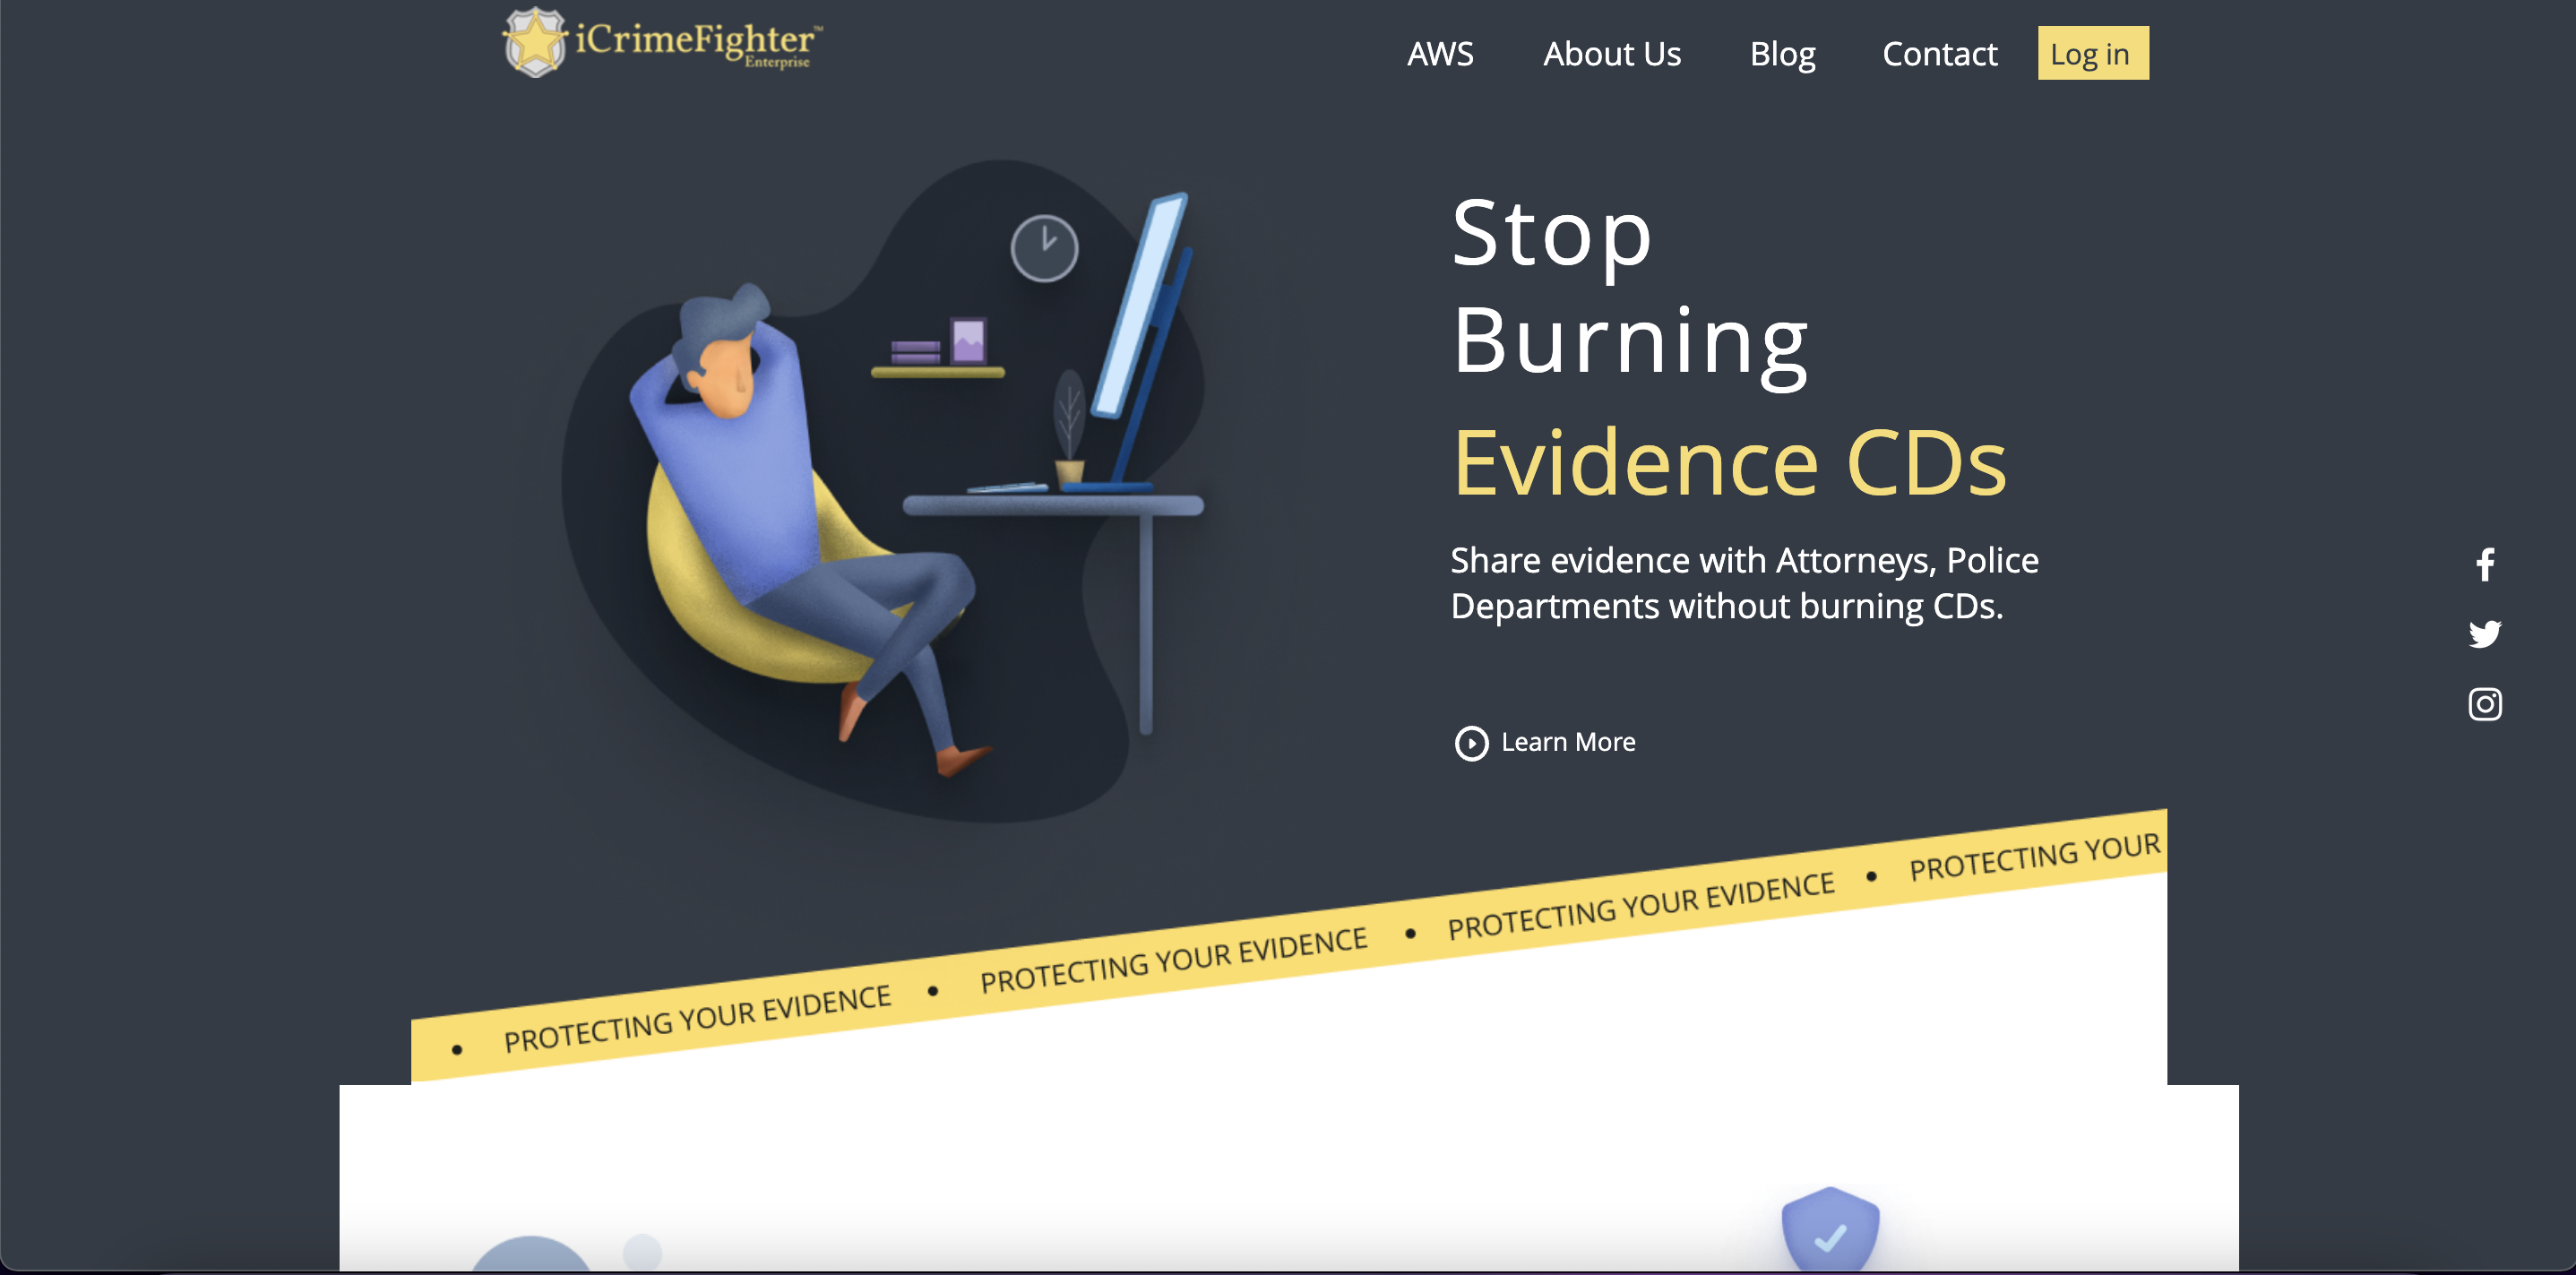 iCrimeFighter™
Enterprise
AWS
About Us
Blog
Contact
Log in
Stop
Burning
Evidence CDs
Share evidence with Attorneys, Police
Departments without burning CDs.
Learn More
• PROTECTING YOUR EVIDENCE • PROTECTING YOUR EVIDENCE • PROTECTING YOUR EVIDENCE • PROTECTING YOUR